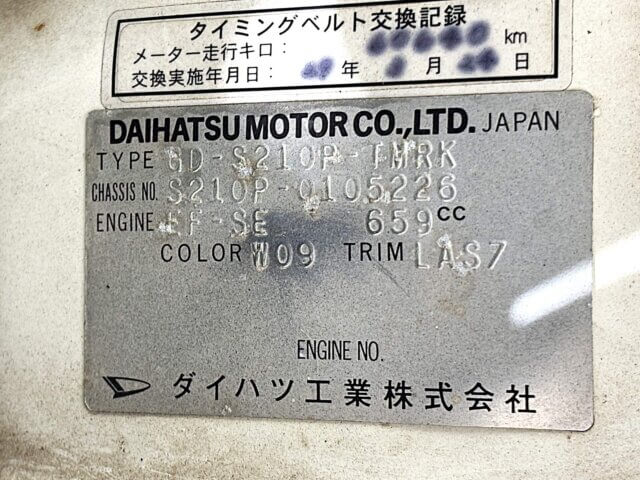 タイミングベルト交換記録
メーター走行キロ： km
交換実施年月日： 年 月 日
DAIHATSU MOTOR CO.,LTD. JAPAN
TYPE GD-S210P-TMRK
CHASSIS NO. S210P-0105226
ENGINE EF-SE 659CC
COLOR W09 TRIM LAS7
ENGINE NO.
ダイハツ工業株式会社